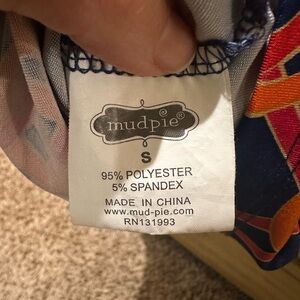 mudpie®
S
95% POLYESTER
5% SPANDEX
MADE IN CHINA
www.mud-pie.com
RN131993